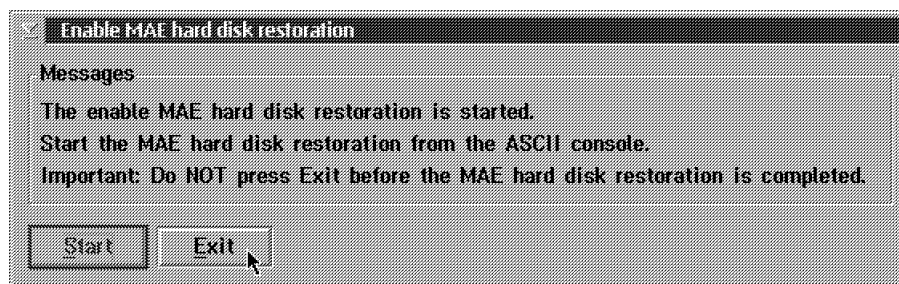 Enable MAE hard disk restoration
Messages
The enable MAE hard disk restoration is started.
Start the MAE hard disk restoration from the ASCII console.
Important: Do NOT press Exit before the MAE hard disk restoration is completed.
Start Exit